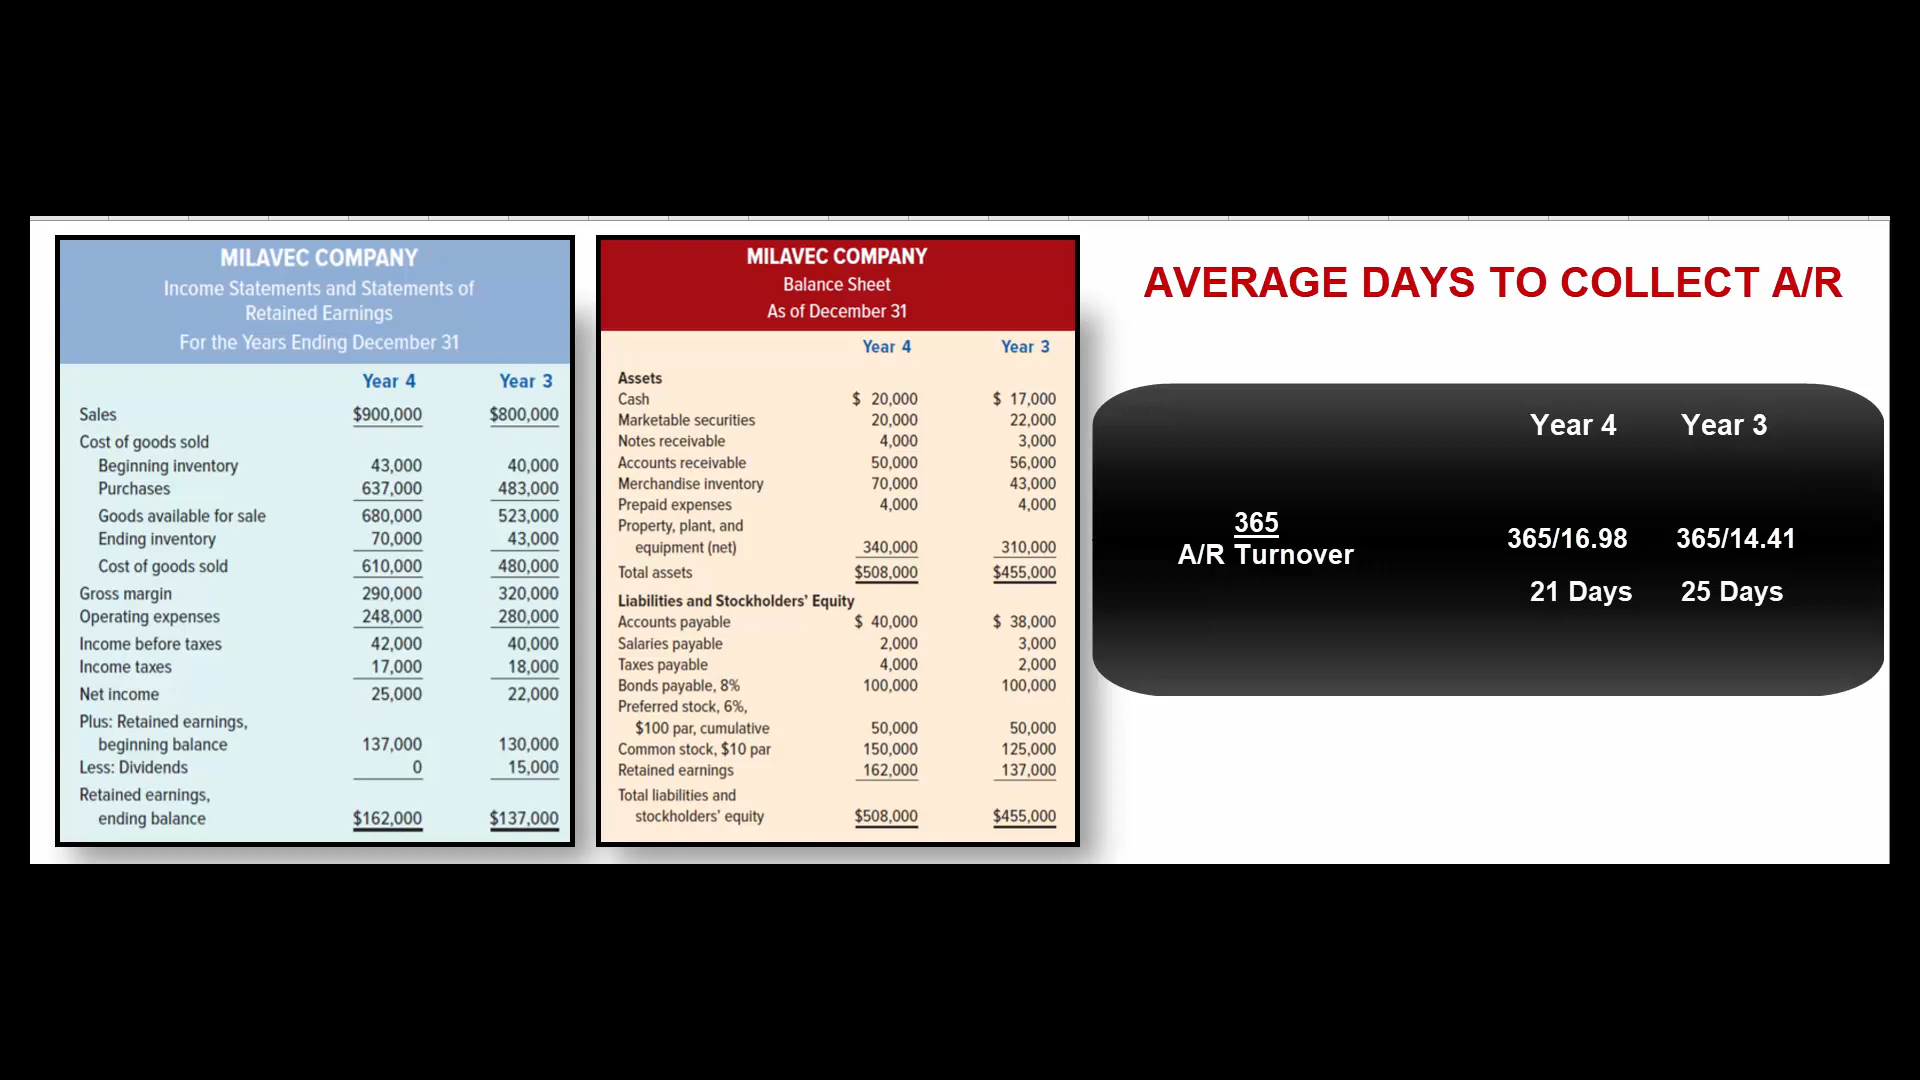 MILAVEC COMPANY
Income Statements and Statements of
Retained Earnings
For the Years Ending December 31
Year 4 Year 3
Sales $900,000 $800,000
Cost of goods sold
Beginning inventory 43,000 40,000
Purchases 637,000 483,000
Goods available for sale 680,000 523,000
Ending inventory 70,000 43,000
Cost of goods sold 610,000 480,000
Gross margin 290,000 320,000
Operating expenses 248,000 280,000
Income before taxes 42,000 40,000
Income taxes 17,000 18,000
Net income 25,000 22,000
Plus: Retained earnings,
beginning balance 137,000 130,000
Less: Dividends 0 15,000
Retained earnings,
ending balance $162,000 $137,000
MILAVEC COMPANY
Balance Sheet
As of December 31
Year 4 Year 3
Assets
Cash $ 20,000 $ 17,000
Marketable securities 20,000 22,000
Notes receivable 4,000 3,000
Accounts receivable 50,000 56,000
Merchandise inventory 70,000 43,000
Prepaid expenses 4,000 4,000
Property, plant, and
equipment (net) 340,000 310,000
Total assets $508,000 $455,000
Liabilities and Stockholders' Equity
Accounts payable $ 40,000 $ 38,000
Salaries payable 2,000 3,000
Taxes payable 4,000 2,000
Bonds payable, 8% 100,000 100,000
Preferred stock, 6%,
$100 par, cumulative 50,000 50,000
Common stock, $10 par 150,000 125,000
Retained earnings 162,000 137,000
Total liabilities and
stockholders' equity $508,000 $455,000
AVERAGE DAYS TO COLLECT A/R
Year 4 Year 3
365
A/R Turnover
365/16.98 365/14.41
21 Days 25 Days